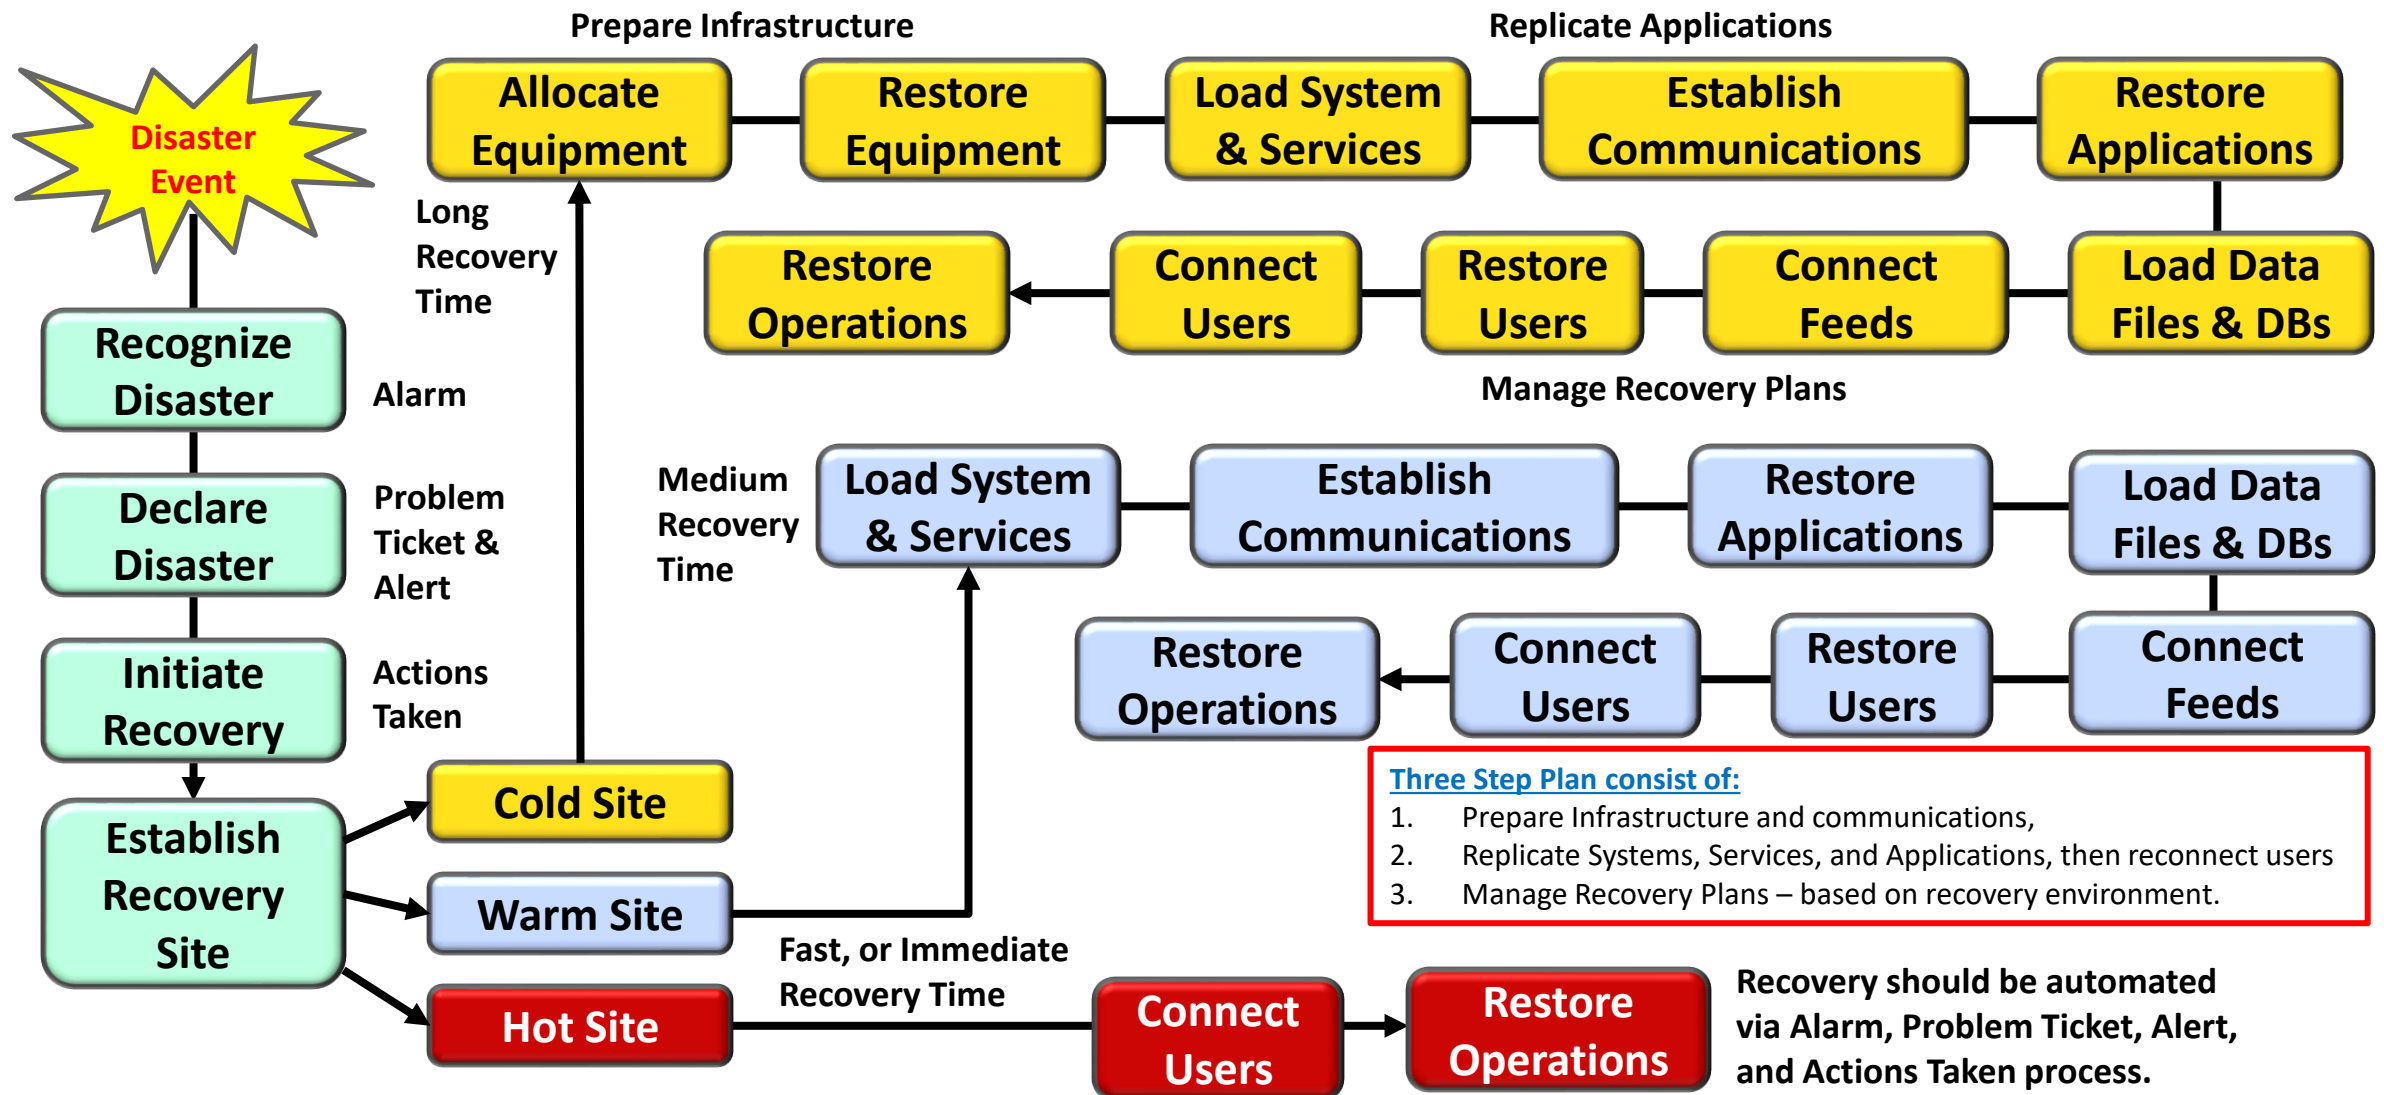 Prepare Infrastructure
Replicate Applications
Disaster
Event
Allocate
Equipment
Restore
Equipment
Load System
& Services
Establish
Communications
Restore
Applications
Long
Recovery
Time
Restore
Operations
Connect
Users
Restore
Users
Connect
Feeds
Load Data
Files & DBs
Manage Recovery Plans
Recognize
Disaster
Alarm
Declare
Disaster
Problem
Ticket &
Alert
Initiate
Recovery
Actions
Taken
Establish
Recovery
Site
Medium
Recovery
Time
Load System
& Services
Establish
Communications
Restore
Applications
Load Data
Files & DBs
Restore
Operations
Connect
Users
Restore
Users
Connect
Feeds
Cold Site
Warm Site
Hot Site
Three Step Plan consist of:
1. Prepare Infrastructure and communications,
2. Replicate Systems, Services, and Applications, then reconnect users
3. Manage Recovery Plans – based on recovery environment.
Fast, or Immediate
Recovery Time
Connect
Users
Restore
Operations
Recovery should be automated
via Alarm, Problem Ticket, Alert,
and Actions Taken process.